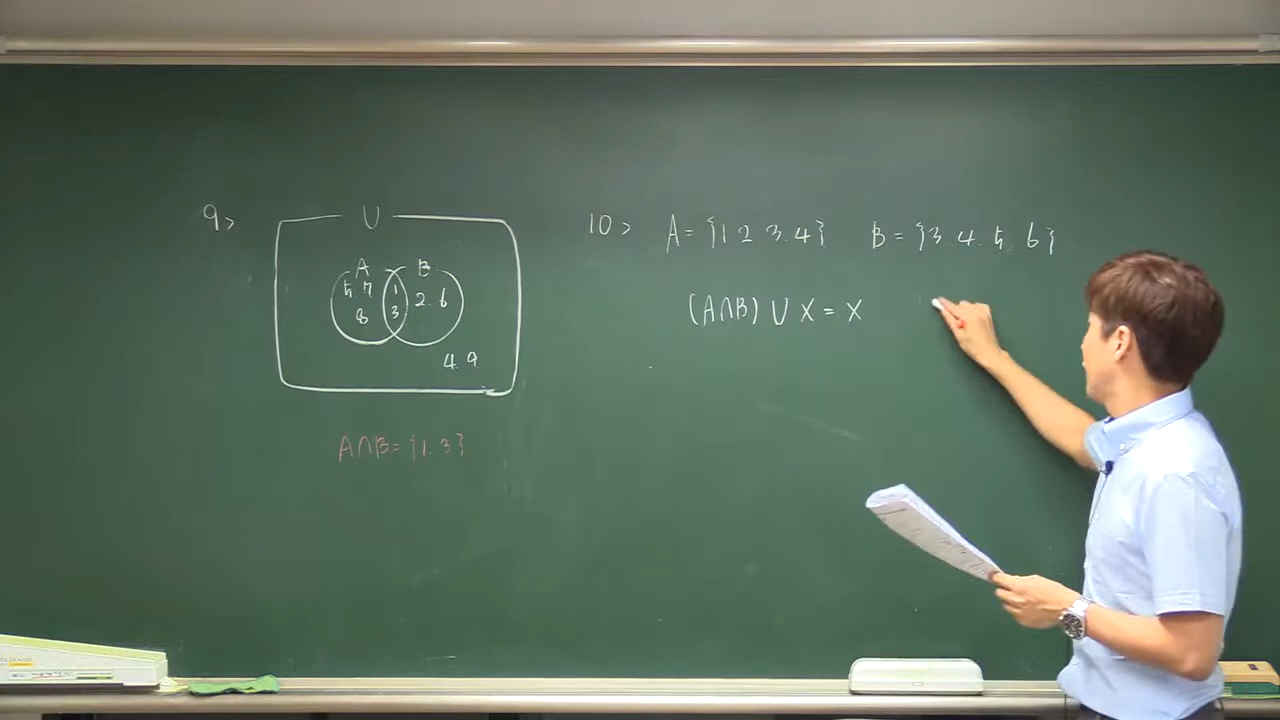 9>
U
A B
5. 7 1 2. 6
8 3
4. 9
A∩B = {1. 3}
10> A = {1 2 3. 4} B = {3 4. 5 6}
(A∩B) ∪ X = X